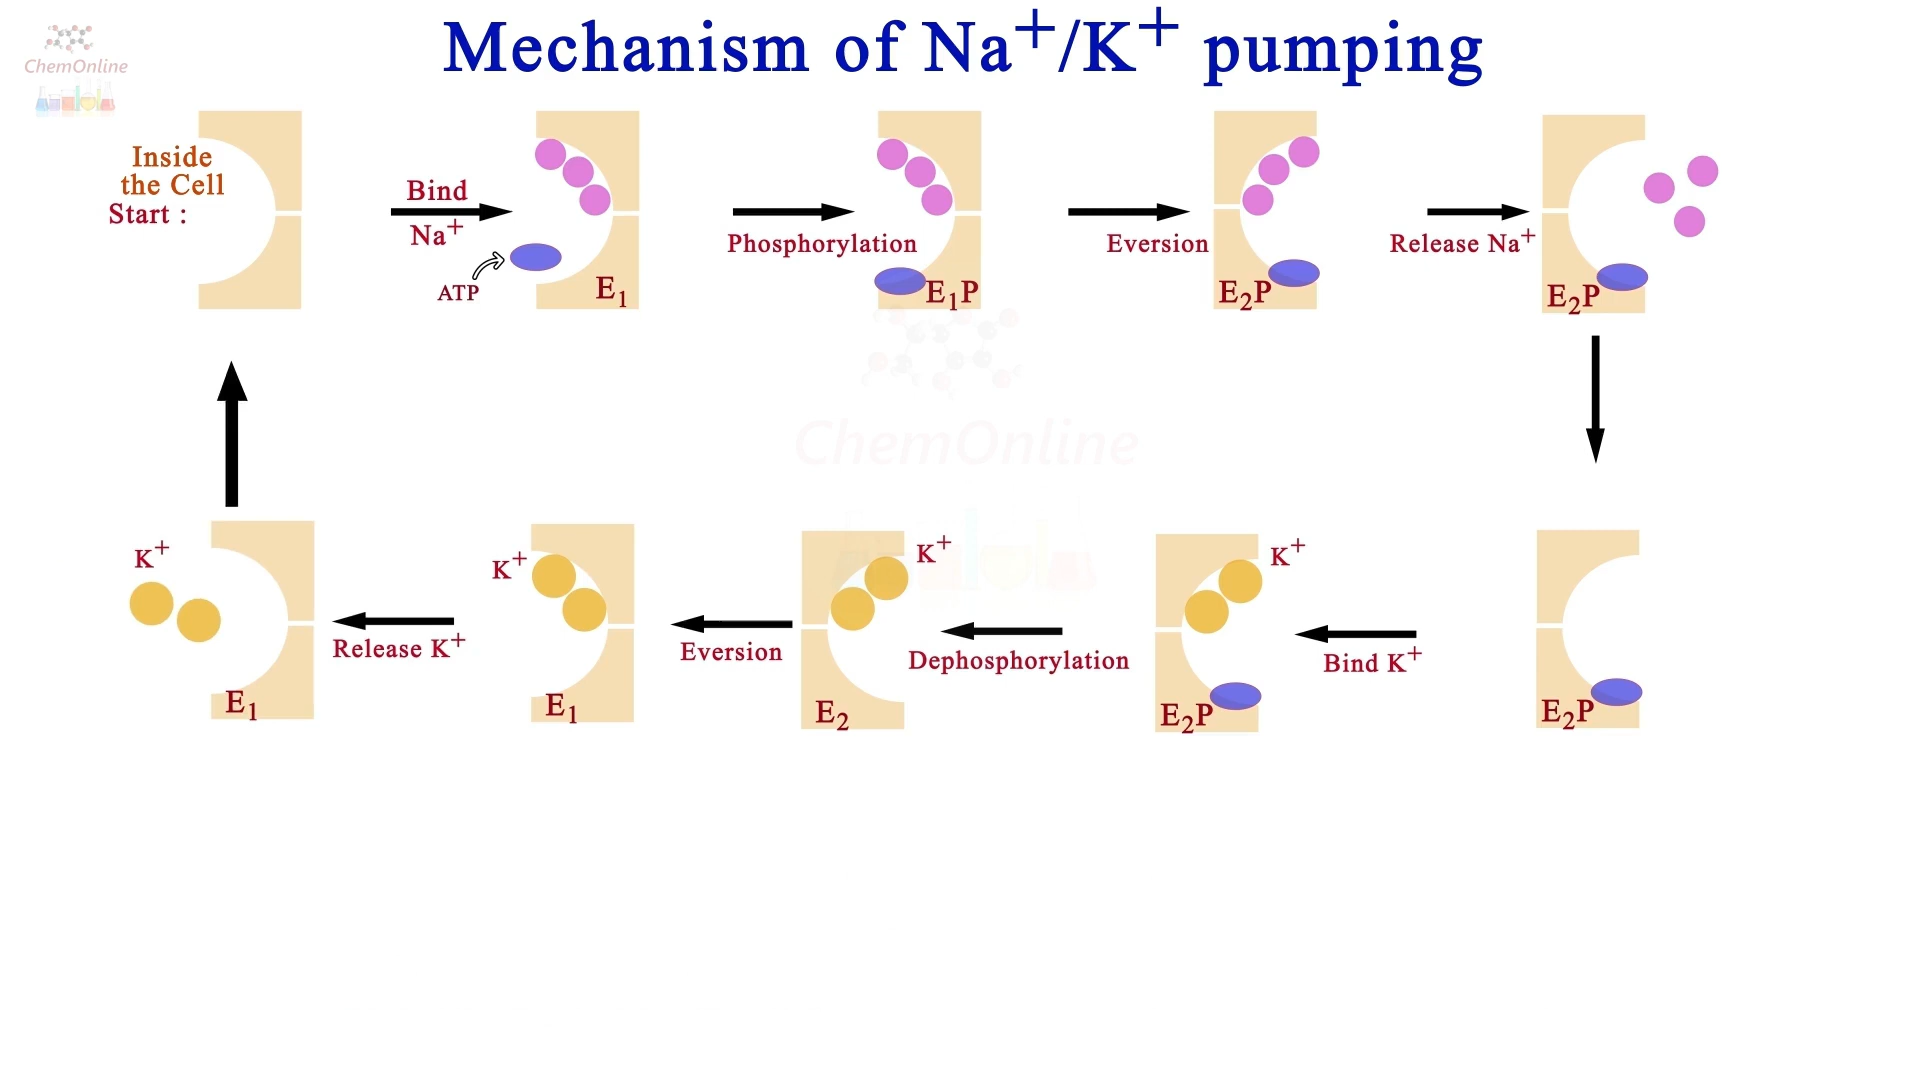 Mechanism of Na⁺/K⁺ pumping
ChemOnline
Inside
the Cell
Start :
Bind
Na⁺
ATP
E₁
Phosphorylation
E₁P
Eversion
E₂P
Release Na⁺
E₂P
ChemOnline
K⁺
E₁
Release K⁺
K⁺
E₁
Eversion
K⁺
E₂
Dephosphorylation
K⁺
E₂P
Bind K⁺
E₂P